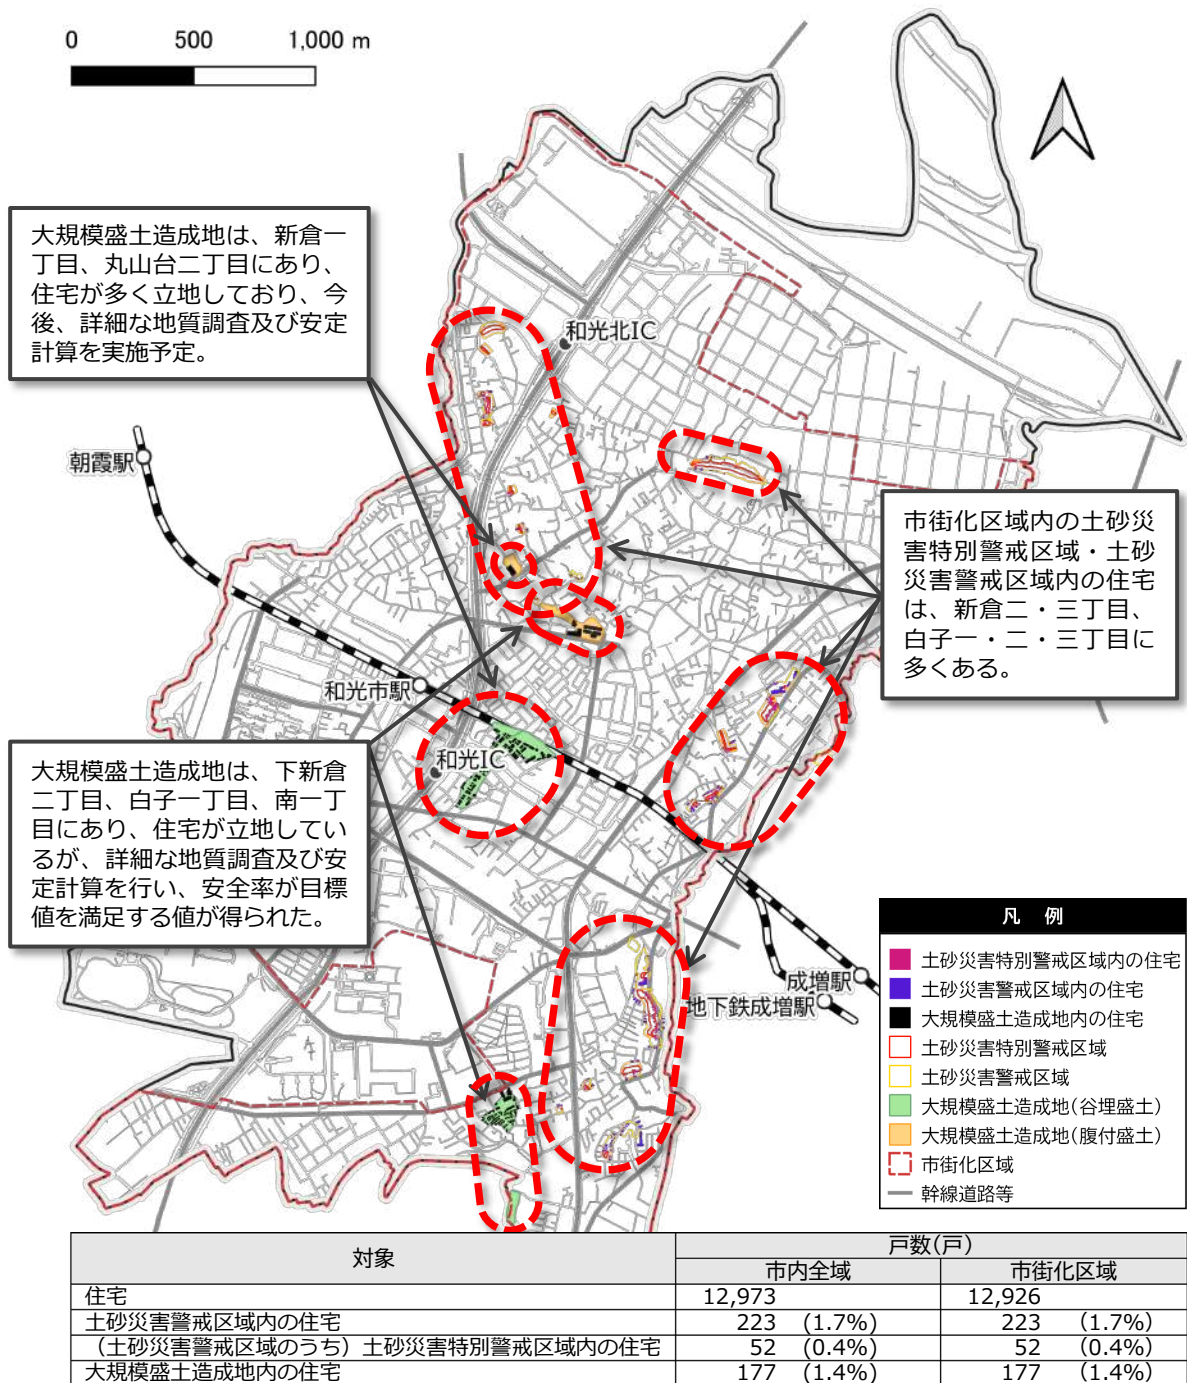 0 500 1,000 m
大規模盛土造成地は、新倉一
丁目、丸山台二丁目にあり、
住宅が多く立地しており、今
後、詳細な地質調査及び安定
計算を実施予定。
和光北IC
朝霞駅
市街化区域内の土砂災
害特別警戒区域・土砂
災害警戒区域内の住宅
は、新倉二・三丁目、
白子一・二・三丁目に
多くある。
和光市駅
和光IC
大規模盛土造成地は、下新倉
二丁目、白子一丁目、南一丁
目にあり、住宅が立地してい
るが、詳細な地質調査及び安
定計算を行い、安全率が目標
値を満足する値が得られた。
成増駅
地下鉄成増駅
凡 例
土砂災害特別警戒区域内の住宅
土砂災害警戒区域内の住宅
大規模盛土造成地内の住宅
土砂災害特別警戒区域
土砂災害警戒区域
大規模盛土造成地(谷埋盛土)
大規模盛土造成地(腹付盛土)
市街化区域
幹線道路等
対象 戸数(戸)
市内全域 市街化区域
住宅 12,973 12,926
土砂災害警戒区域内の住宅 223 (1.7%) 223 (1.7%)
(土砂災害警戒区域のうち)土砂災害特別警戒区域内の住宅 52 (0.4%) 52 (0.4%)
大規模盛土造成地内の住宅 177 (1.4%) 177 (1.4%)